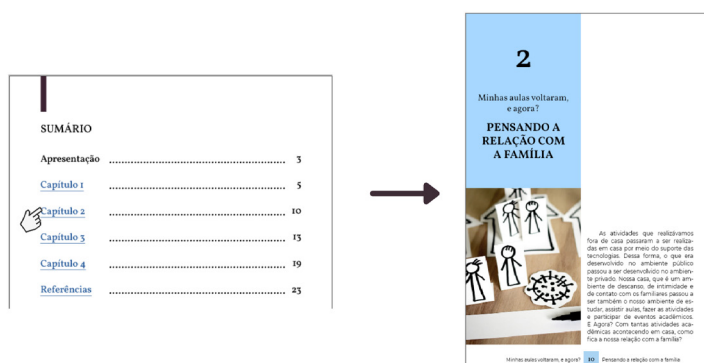 SUMÁRIO
Apresentação ........................................................ 3
Capítulo 1 ........................................................ 5
Capítulo 2 ........................................................ 10
Capítulo 3 ........................................................ 13
Capítulo 4 ........................................................ 19
Referências ........................................................ 23
2
Minhas aulas voltaram,
e agora?
PENSANDO A
RELAÇÃO COM
A FAMÍLIA
As atividades que realizávamos
fora de casa passaram a ser realiza-
das em casa por meio do suporte das
tecnologias. Dessa forma, o que era
desenvolvido no ambiente público
passou a ser desenvolvido no ambien-
te privado. Nossa casa, que é um am-
biente de descanso, de intimidade e
de contato com os familiares passou a
ser também o nosso ambiente de es-
tudar, assistir aulas, fazer as atividades
e participar de eventos acadêmicos.
E Agora? Com tantas atividades aca-
dêmicas acontecendo em casa, como
fica a nossa relação com a família?
Minhas aulas voltaram, e agora? 10 Pensando a relação com a família